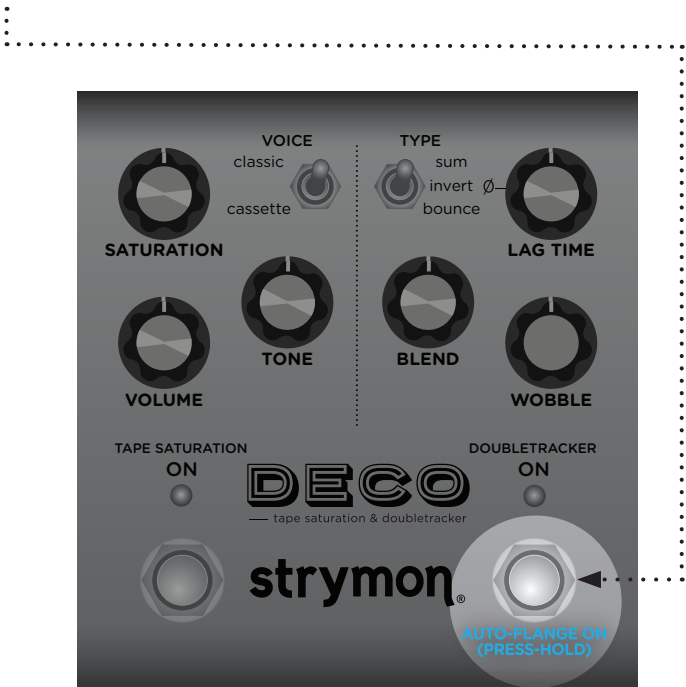 VOICE
TYPE
classic
sum
invert Ø
cassette
bounce
SATURATION
LAG TIME
TONE
BLEND
VOLUME
WOBBLE
TAPE SATURATION
ON
DOUBLETRACKER
ON
DECO
tape saturation & doubletracker
strymon®
AUTO-FLANGE ON
(PRESS-HOLD)